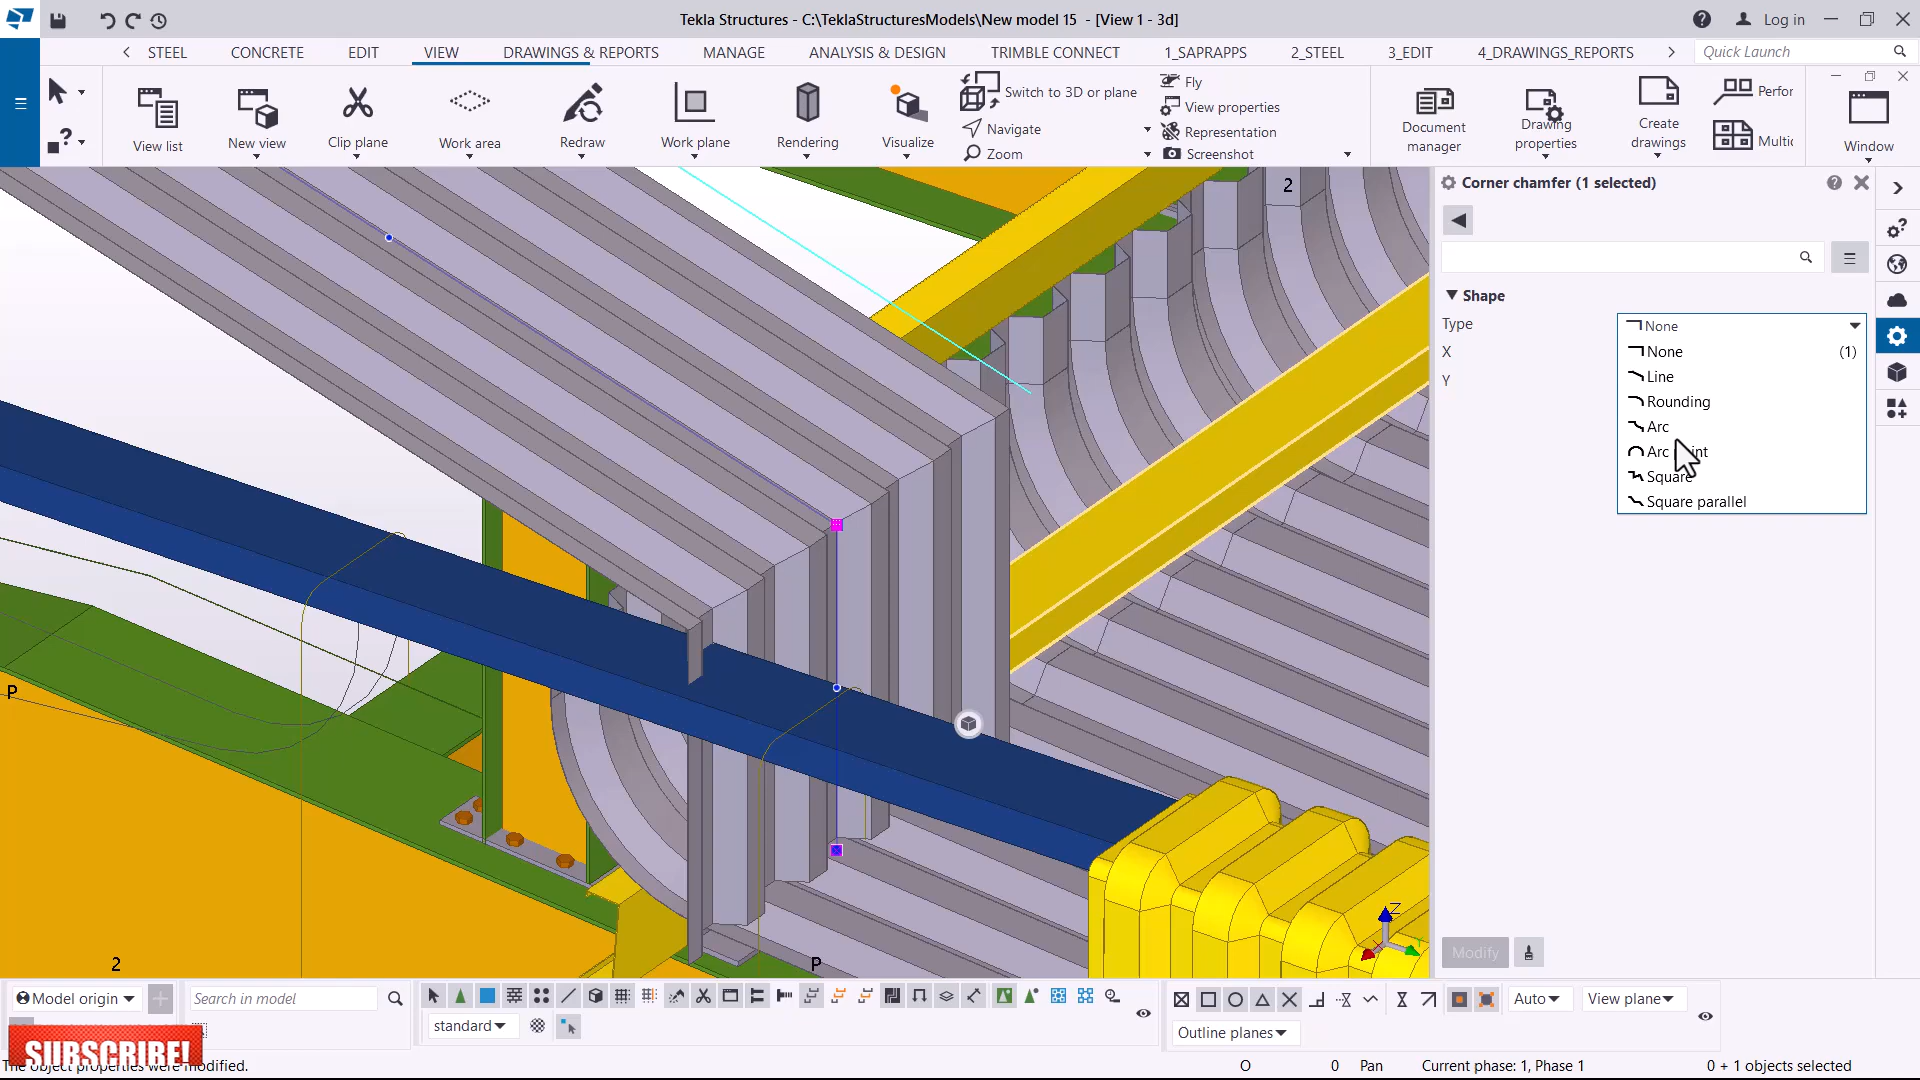 Tekla Structures - C:\TeklaStructuresModels\New model 15 - [View 1 - 3d]
Log in
STEEL CONCRETE EDIT VIEW DRAWINGS & REPORTS MANAGE ANALYSIS & DESIGN TRIMBLE CONNECT 1_SAPRAPPS 2_STEEL 3_EDIT 4_DRAWINGS_REPORTS Quick Launch
View list
New view
Clip plane
Work area
Redraw
Work plane
Rendering
Visualize
Switch to 3D or plane
Navigate
Zoom
Fly
View properties
Representation
Screenshot
Document manager
Drawing properties
Create drawings
Perfor
Multic
Window
2
Corner chamfer (1 selected)
Shape
Type
None
X
None (1)
Line
Y
Rounding
Arc
Square
Square parallel
Modify
P
2
P
Z
Model origin
Search in model
standard
Auto
View plane
Outline planes
SUBSCRIBE!
The object properties were modified.
O 0 Pan Current phase: 1, Phase 1 0 + 1 objects selected